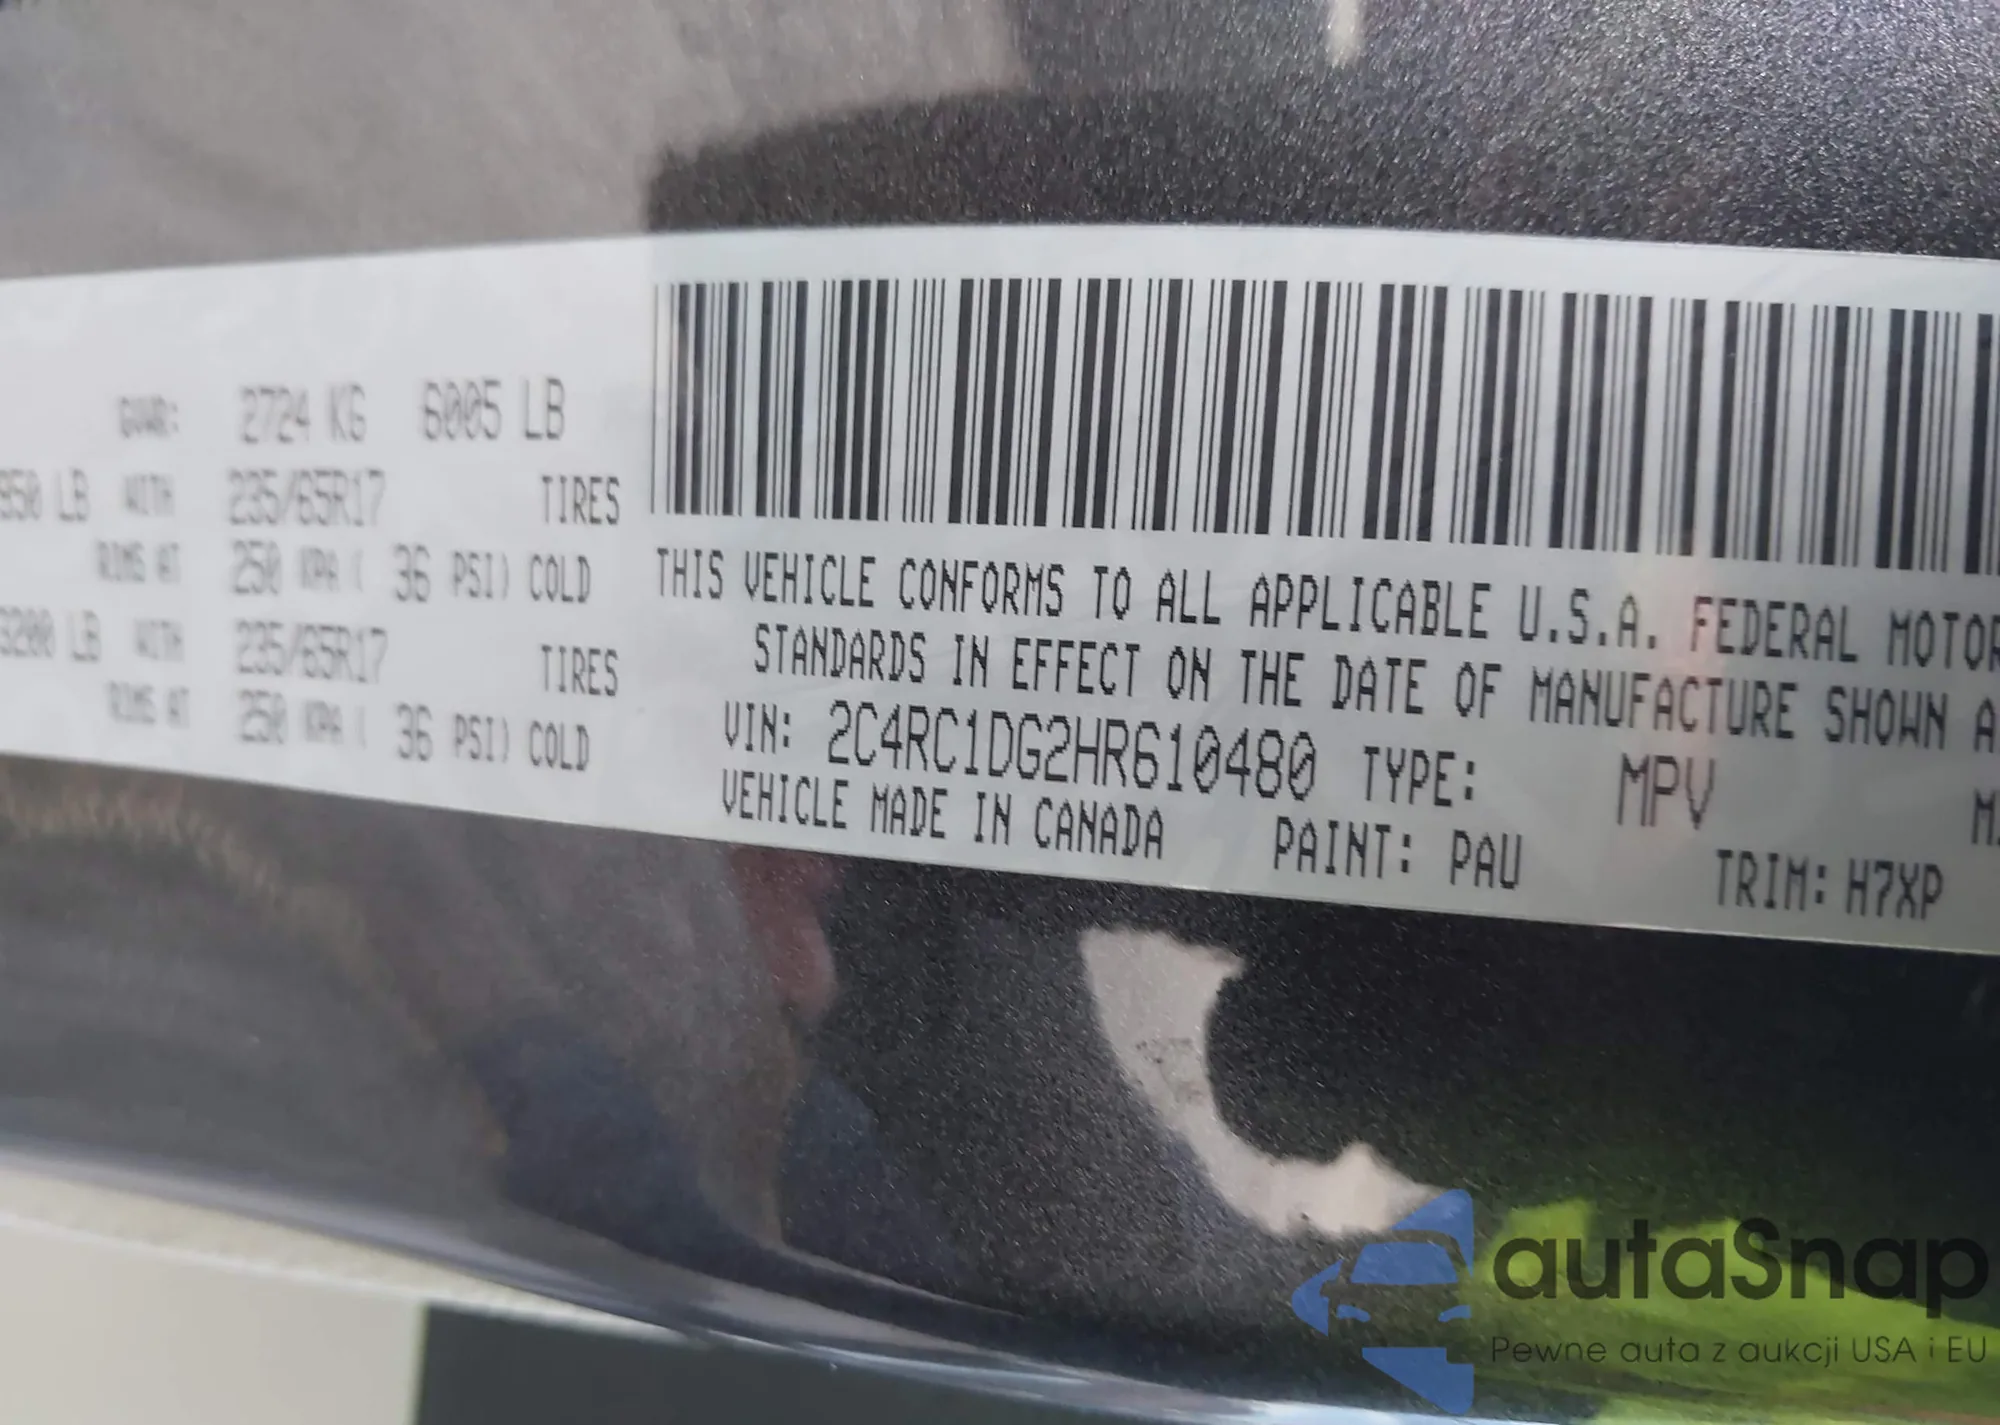 GVWR: 2724 KG 6005 LB
950 LB WITH 235/65R17 TIRES
RIMS AT 250 KPA ( 36 PSI) COLD
3200 LB WITH 235/65R17 TIRES
RIMS AT 250 KPA ( 36 PSI) COLD
THIS VEHICLE CONFORMS TO ALL APPLICABLE U.S.A. FEDERAL MOTOR
STANDARDS IN EFFECT ON THE DATE OF MANUFACTURE SHOWN A
VIN: 2C4RC1DG2HR610480 TYPE: MPV
VEHICLE MADE IN CANADA PAINT: PAU TRIM: H7XP
autaSnap
Pewne auta z aukcji USA i EU